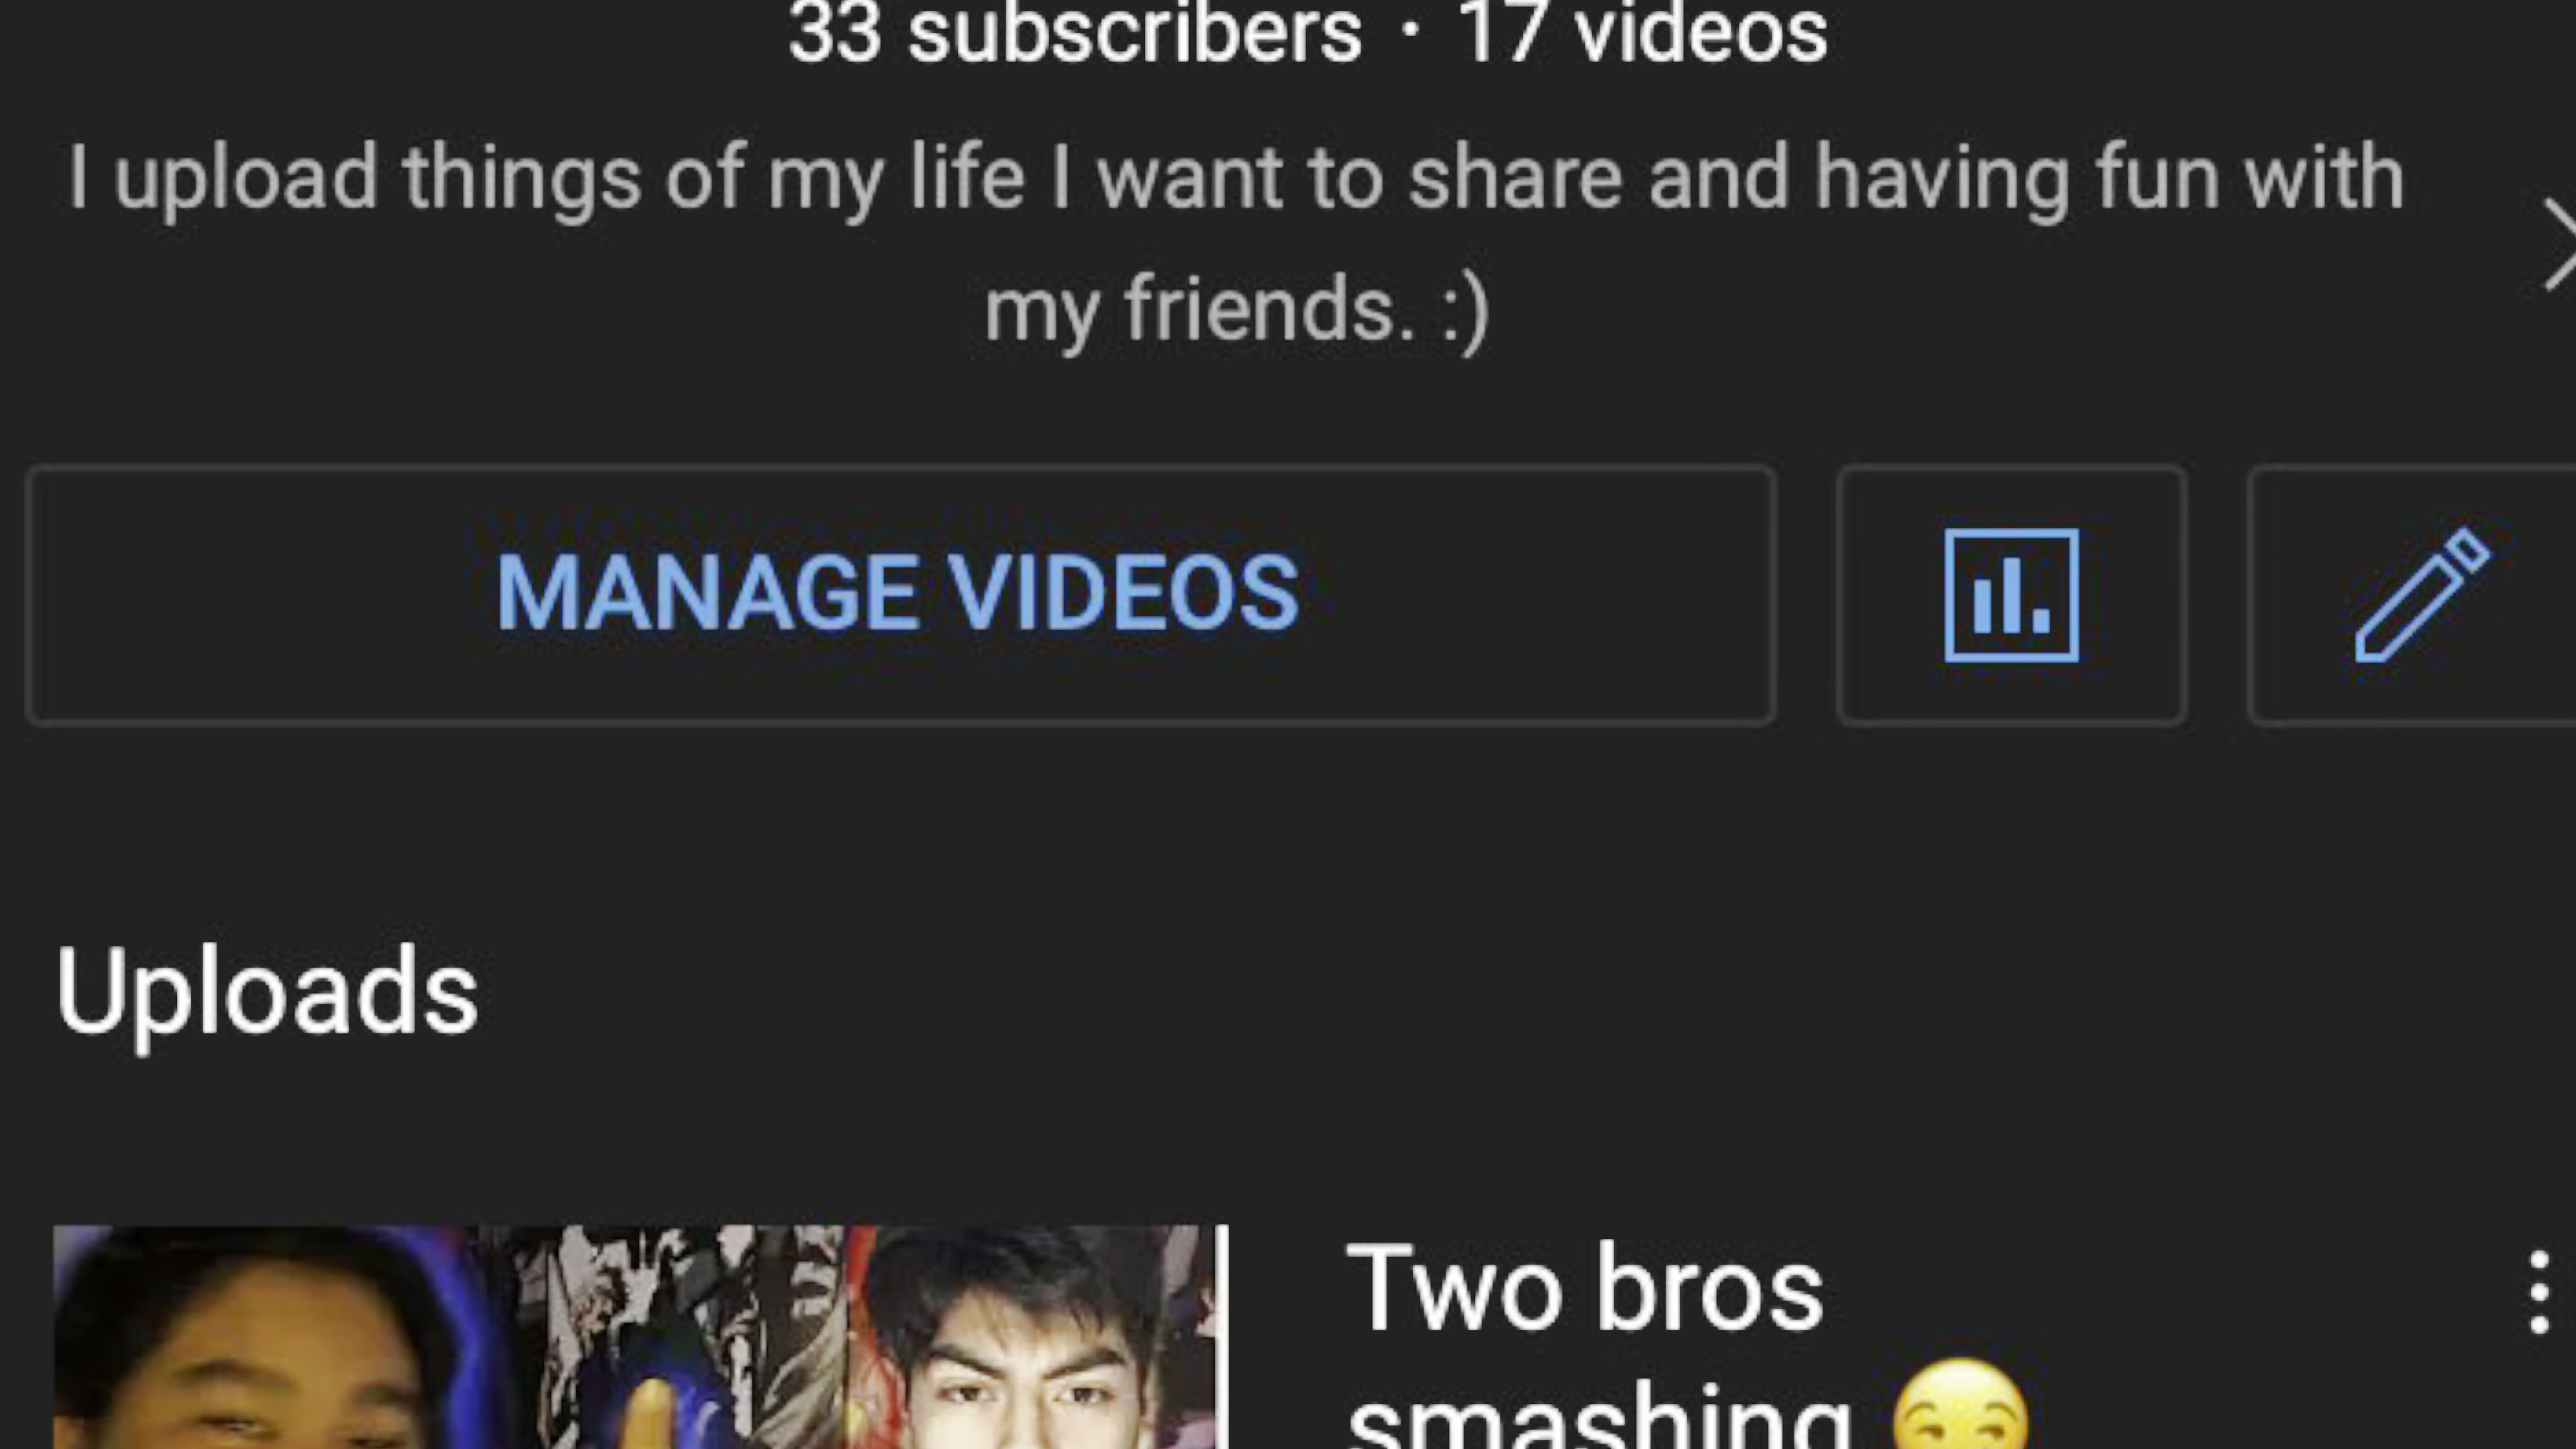 33 subscribers · 17 videos
I upload things of my life I want to share and having fun with
my friends. :)
MANAGE VIDEOS
Uploads
Two bros
smashing 😏